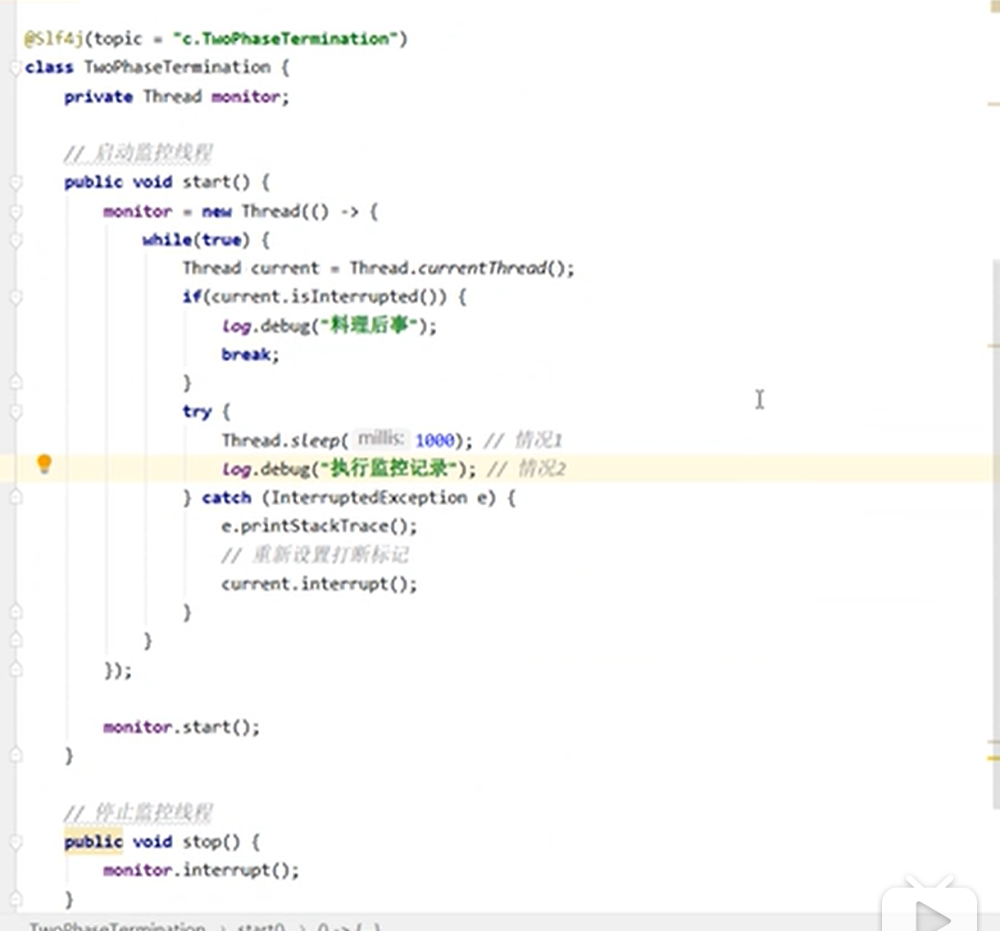 @Slf4j(topic = "c.TwoPhaseTermination")
class TwoPhaseTermination {
private Thread monitor;
// 启动监控线程
public void start() {
monitor = new Thread(() -> {
while(true) {
Thread current = Thread.currentThread();
if(current.isInterrupted()) {
log.debug("料理后事");
break;
}
try {
Thread.sleep( millis: 1000); // 情况1
log.debug("执行监控记录"); // 情况2
} catch (InterruptedException e) {
e.printStackTrace();
// 重新设置打断标记
current.interrupt();
}
}
});
monitor.start();
}
// 停止监控线程
public void stop() {
monitor.interrupt();
}
TwoPhaseTermination › start() › () -> {...}